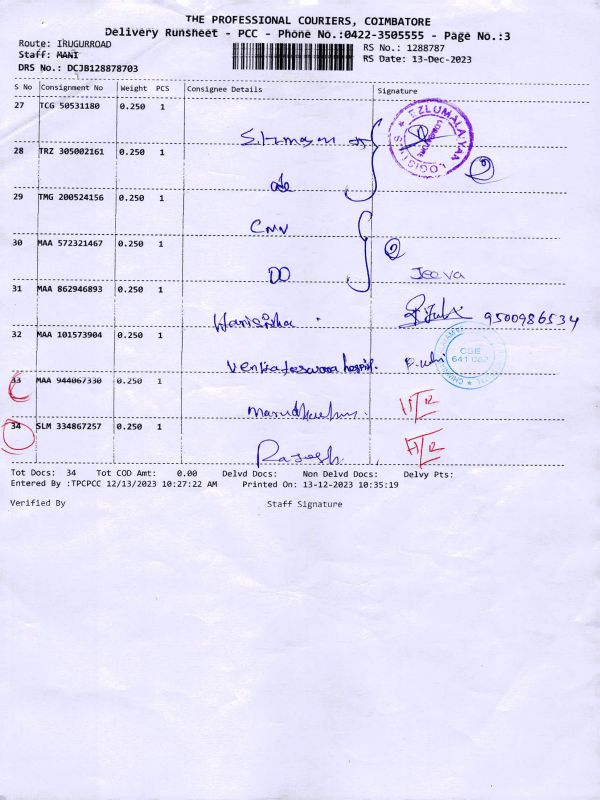 THE PROFESSIONAL COURIERS, COIMBATORE
Delivery Runsheet - PCC - Phone No.:0422-3505555 - Page No.:3
Route: IRUGURROAD
RS No.: 1288787
Staff: MANI
RS Date: 13-Dec-2023
DRS No.: DCJB128878703
S No Consignment No Weight PCS Consignee Details Signature
27 TCG 50531180 0.250 1
EZLUMALAIYAN LOGISTICS
28 TRZ 305002161 0.250 1
2
do
29 TMG 200524156 0.250 1
CMV
30 MAA 572321467 0.250 1
2
DD Jeeva
31 MAA 862946893 0.250 1
9500986534
32 MAA 101573904 0.250 1
CBE
hospital.
33 MAA 944067330 0.250 1
34 SLM 334867257 0.250 1
Rajesh.
Tot Docs: 34 Tot COD Amt: 0.00 Delvd Docs: Non Delvd Docs: Delvy Pts:
Entered By :TPCPCC 12/13/2023 10:27:22 AM Printed On: 13-12-2023 10:35:19
Verified By Staff Signature